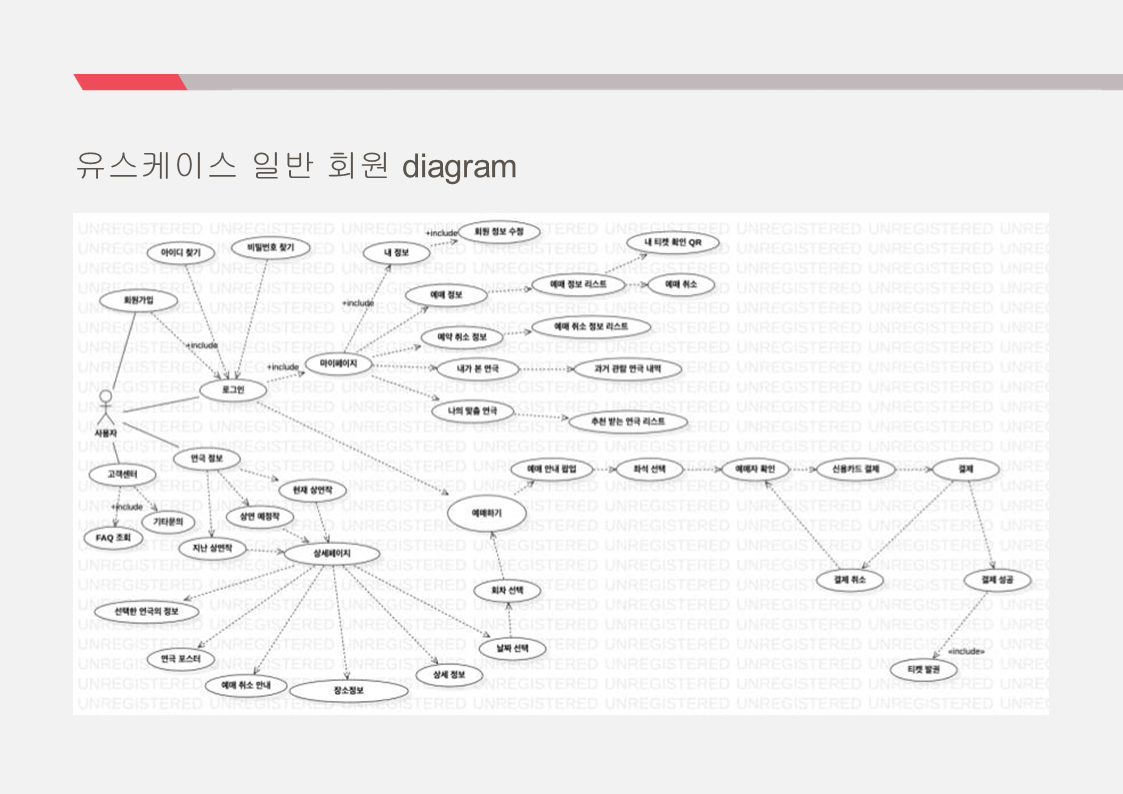 유스케이스 일반 회원 diagram
UNREGISTERED
+include
회원 정보 수정
아이디 찾기
비밀번호 찾기
내 정보
내 티켓 확인 QR
회원가입
+include
예매 정보
예매 정보 리스트
예매 취소
+include
예약 취소 정보
예매 취소 정보 리스트
+include
마이페이지
내가 본 연극
과거 관람 연극 내역
로그인
나의 맞춤 연극
추천 받는 연극 리스트
사용자
연극 정보
고객센터
예매 안내 팝업
좌석 선택
예매자 확인
신용카드 결제
결제
현재 상연작
+include
기타문의
상연 예정작
예매하기
FAQ 조회
지난 상연작
상세페이지
결제 취소
결제 성공
회차 선택
선택한 연극의 정보
날짜 선택
연극 포스터
«include»
티켓 발권
예매 취소 안내
장소정보
상세 정보